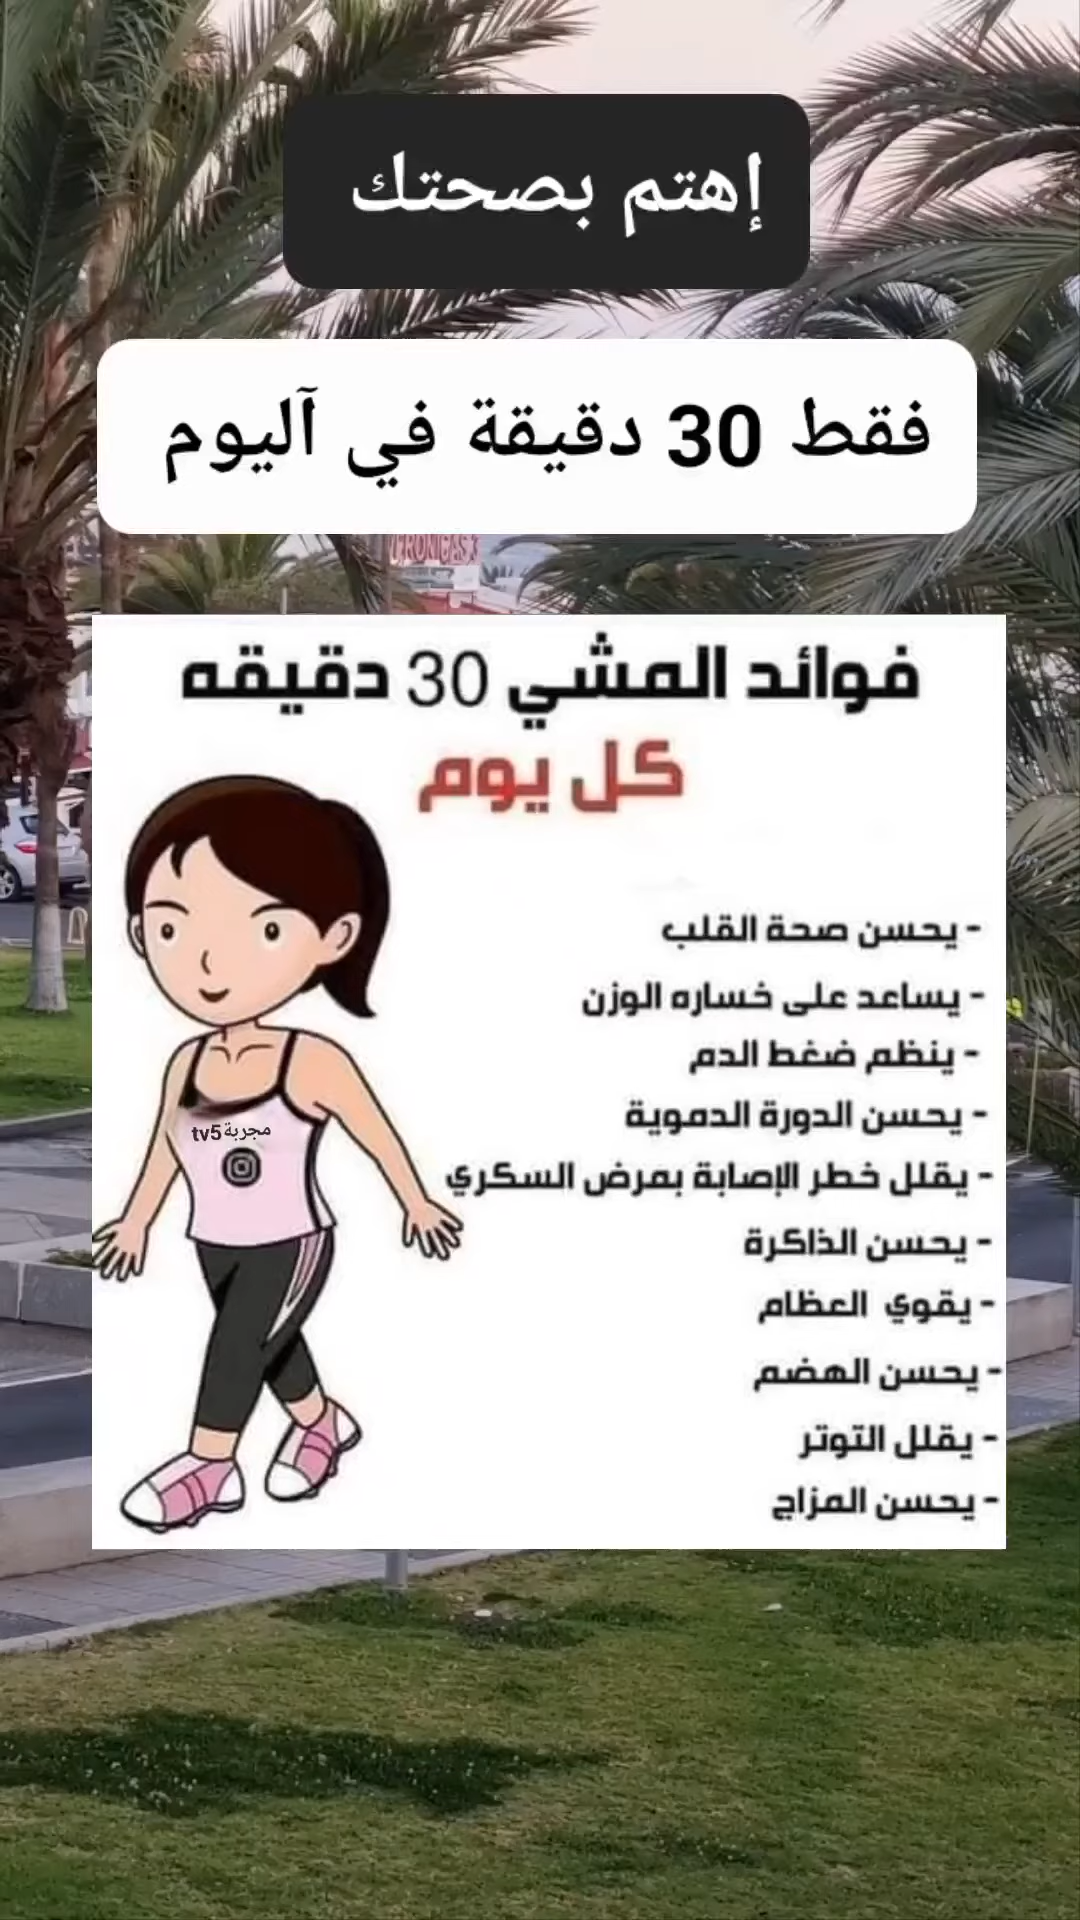 إهتم بصحتك
فقط 30 دقيقة في آليوم
فوائد المشي 30 دقيقه
كل يوم
- يحسن صحة القلب
- يساعد على خساره الوزن
- ينظم ضغط الدم
- يحسن الدورة الدموية
- يقلل خطر الإصابة بمرض السكري
- يحسن الذاكرة
- يقوي العظام
- يحسن الهضم
- يقلل التوتر
- يحسن المزاج
مجربة tv5